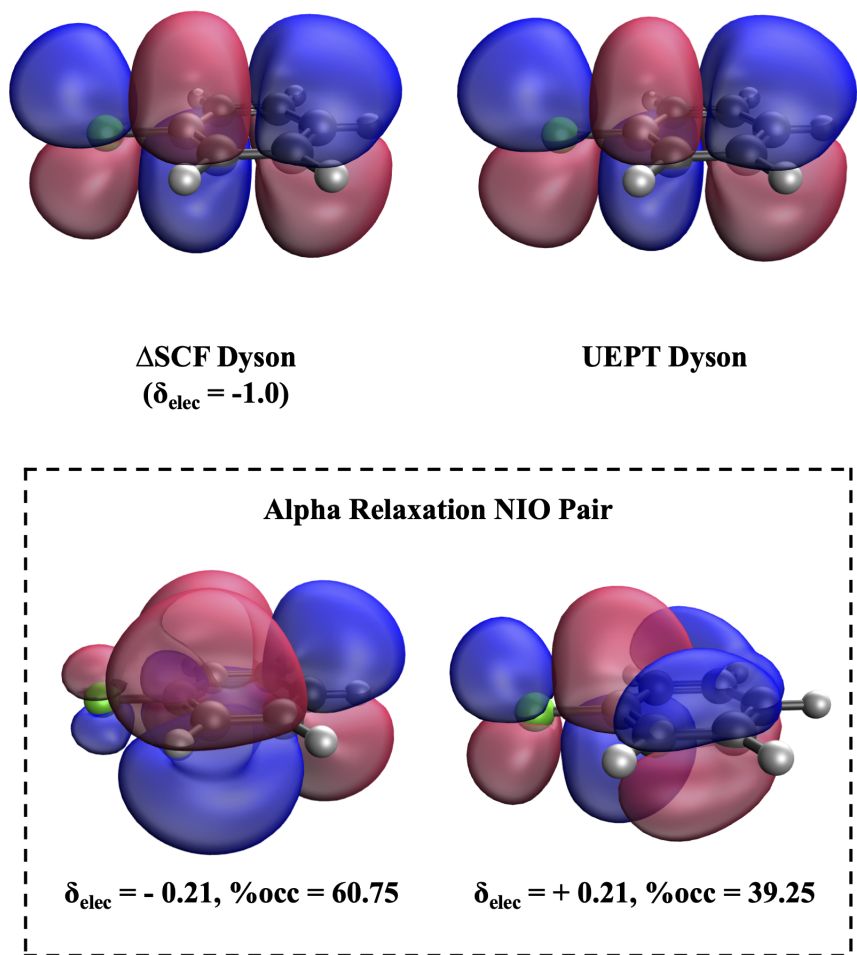 ΔSCF Dyson
(δelec = -1.0)
UEPT Dyson
Alpha Relaxation NIO Pair
δelec = - 0.21, %occ = 60.75
δelec = + 0.21, %occ = 39.25